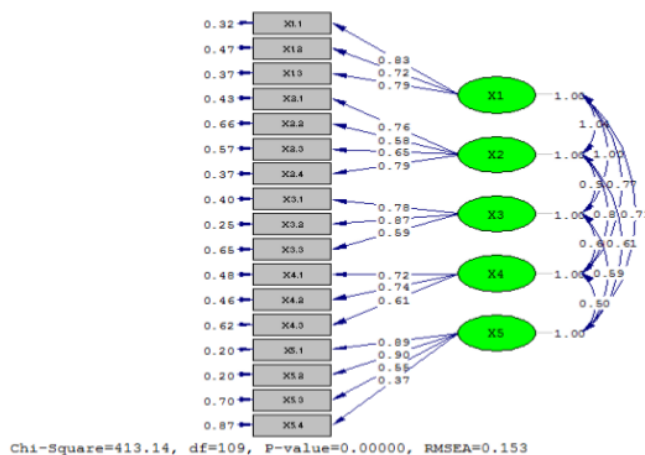 0.32 X1.1
0.47 X1.2
0.37 X1.3
0.43 X2.1
0.66 X2.2
0.57 X2.3
0.37 X2.4
0.40 X3.1
0.25 X3.2
0.65 X3.3
0.48 X4.1
0.46 X4.2
0.62 X4.3
0.20 X5.1
0.20 X5.2
0.70 X5.3
0.87 X5.4
0.83
0.72
0.79
0.76
0.58
0.65
0.79
0.78
0.87
0.59
0.72
0.74
0.61
0.89
0.90
0.55
0.37
X1 1.00
X2 1.00
X3 1.00
X4 1.00
X5 1.00
1.04
0.77
0.61
0.59
0.50
Chi-Square=413.14, df=109, P-value=0.00000, RMSEA=0.153